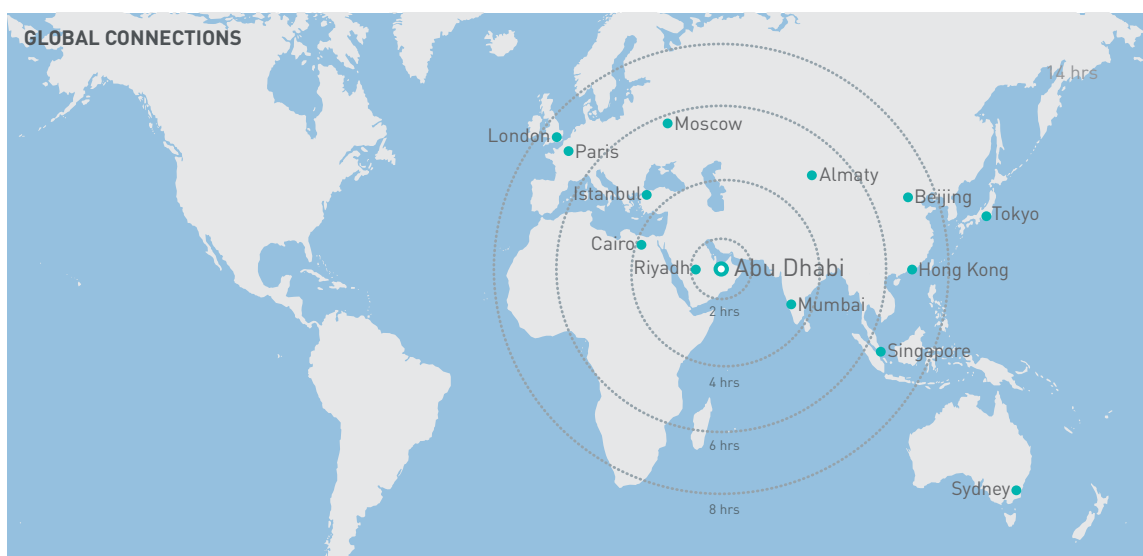 GLOBAL CONNECTIONS
14 hrs
Moscow
London
Paris
Almaty
Istanbul
Beijing
Tokyo
Cairo
Riyadh
Abu Dhabi
Hong Kong
2 hrs
Mumbai
Singapore
4 hrs
6 hrs
Sydney
8 hrs